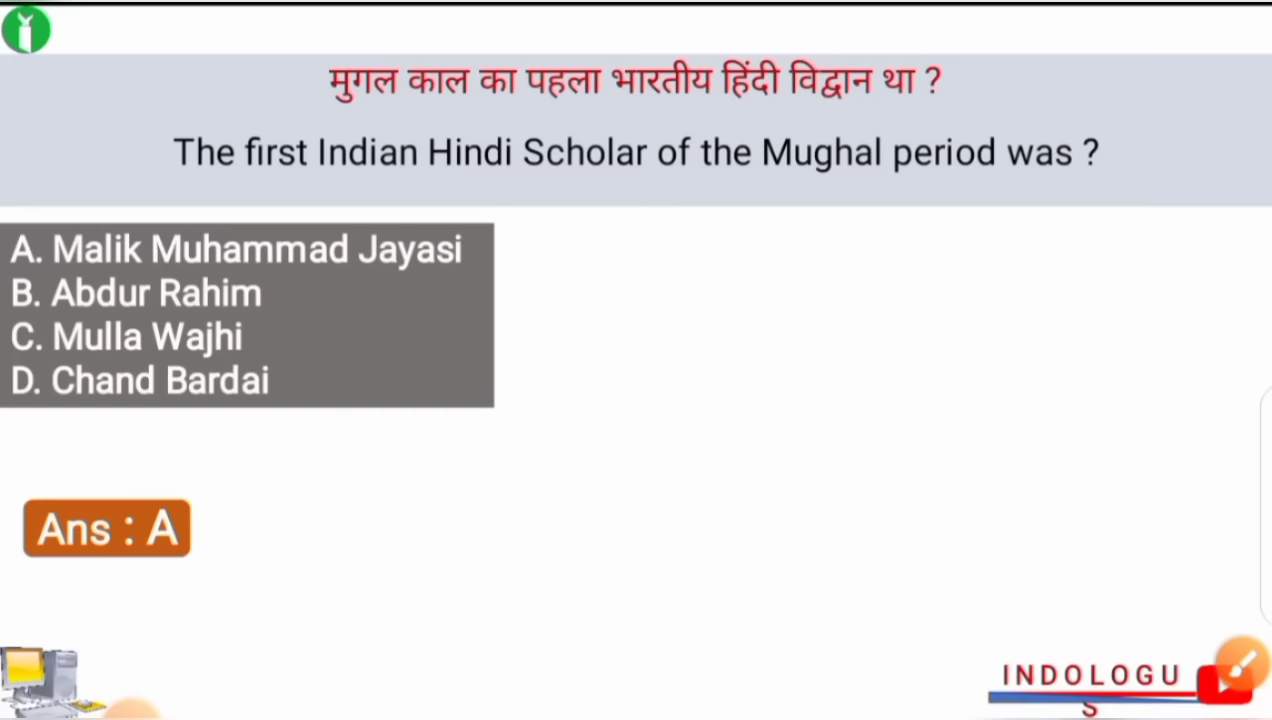 मुगल काल का पहला भारतीय हिंदी विद्वान था ?
The first Indian Hindi Scholar of the Mughal period was ?
A. Malik Muhammad Jayasi
B. Abdur Rahim
C. Mulla Wajhi
D. Chand Bardai
Ans : A
INDOLOGU
S